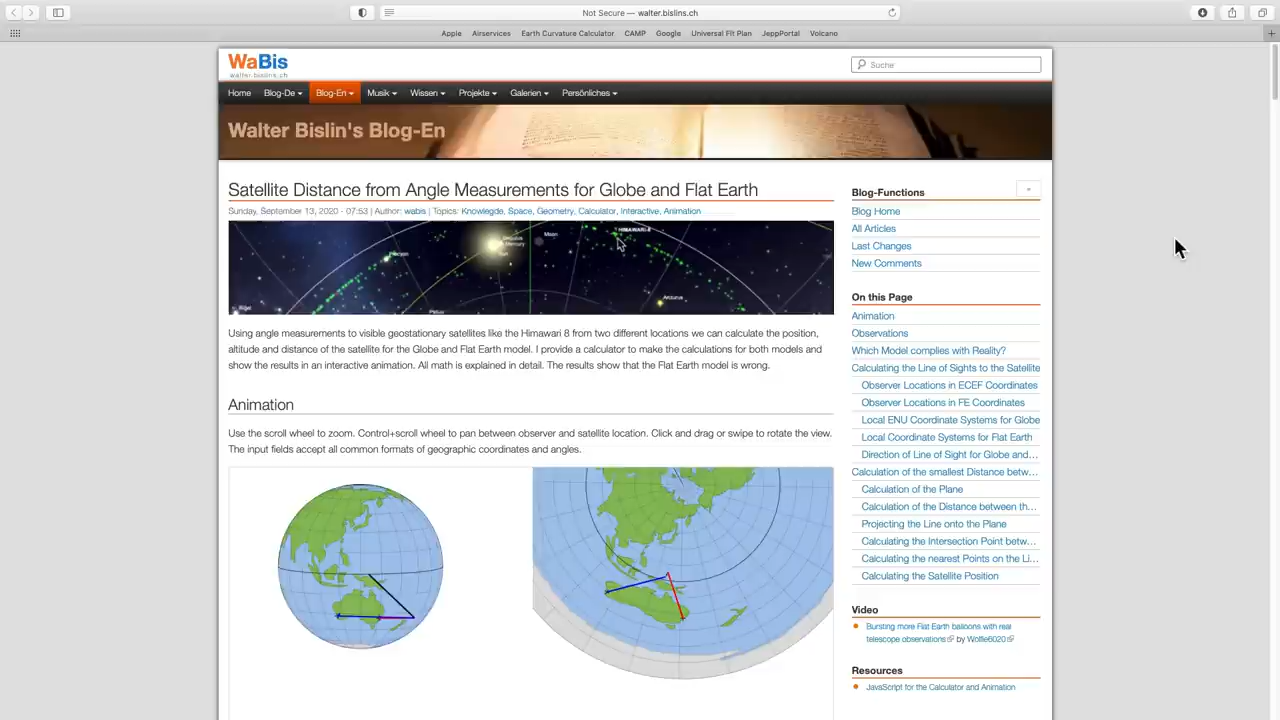 Not Secure — walter.bislins.ch
Apple Airservices Earth Curvature Calculator CAMP Google Universal Flt Plan JeppPortal Volcano
WaBis
walter.bislins.ch
Suche
Home Blog-De Blog-En Musik Wissen Projekte Galerien Persönliches
Walter Bislin's Blog-En
Satellite Distance from Angle Measurements for Globe and Flat Earth
Sunday, September 13, 2020 - 07:53 | Author: wabis | Topics: Knowlegde, Space, Geometry, Calculator, Interactive, Animation
HIMAWARI-8
Moon
Mercury
Sun
Procyon
Arcturus
Using angle measurements to visible geostationary satellites like the Himawari 8 from two different locations we can calculate the position,
altitude and distance of the satellite for the Globe and Flat Earth model. I provide a calculator to make the calculations for both models and
show the results in an interactive animation. All math is explained in detail. The results show that the Flat Earth model is wrong.
Animation
Use the scroll wheel to zoom. Control+scroll wheel to pan between observer and satellite location. Click and drag or swipe to rotate the view.
The input fields accept all common formats of geographic coordinates and angles.
Blog-Functions
Blog Home
All Articles
Last Changes
New Comments
On this Page
Animation
Observations
Which Model complies with Reality?
Calculating the Line of Sights to the Satellite
Observer Locations in ECEF Coordinates
Observer Locations in FE Coordinates
Local ENU Coordinate Systems for Globe
Local Coordinate Systems for Flat Earth
Direction of Line of Sight for Globe and...
Calculation of the smallest Distance betw...
Calculation of the Plane
Calculation of the Distance between th...
Projecting the Line onto the Plane
Calculating the Intersection Point betw...
Calculating the nearest Points on the Li...
Calculating the Satellite Position
Video
Bursting more Flat Earth balloons with real
telescope observations by Wolfie6020
Resources
JavaScript for the Calculator and Animation